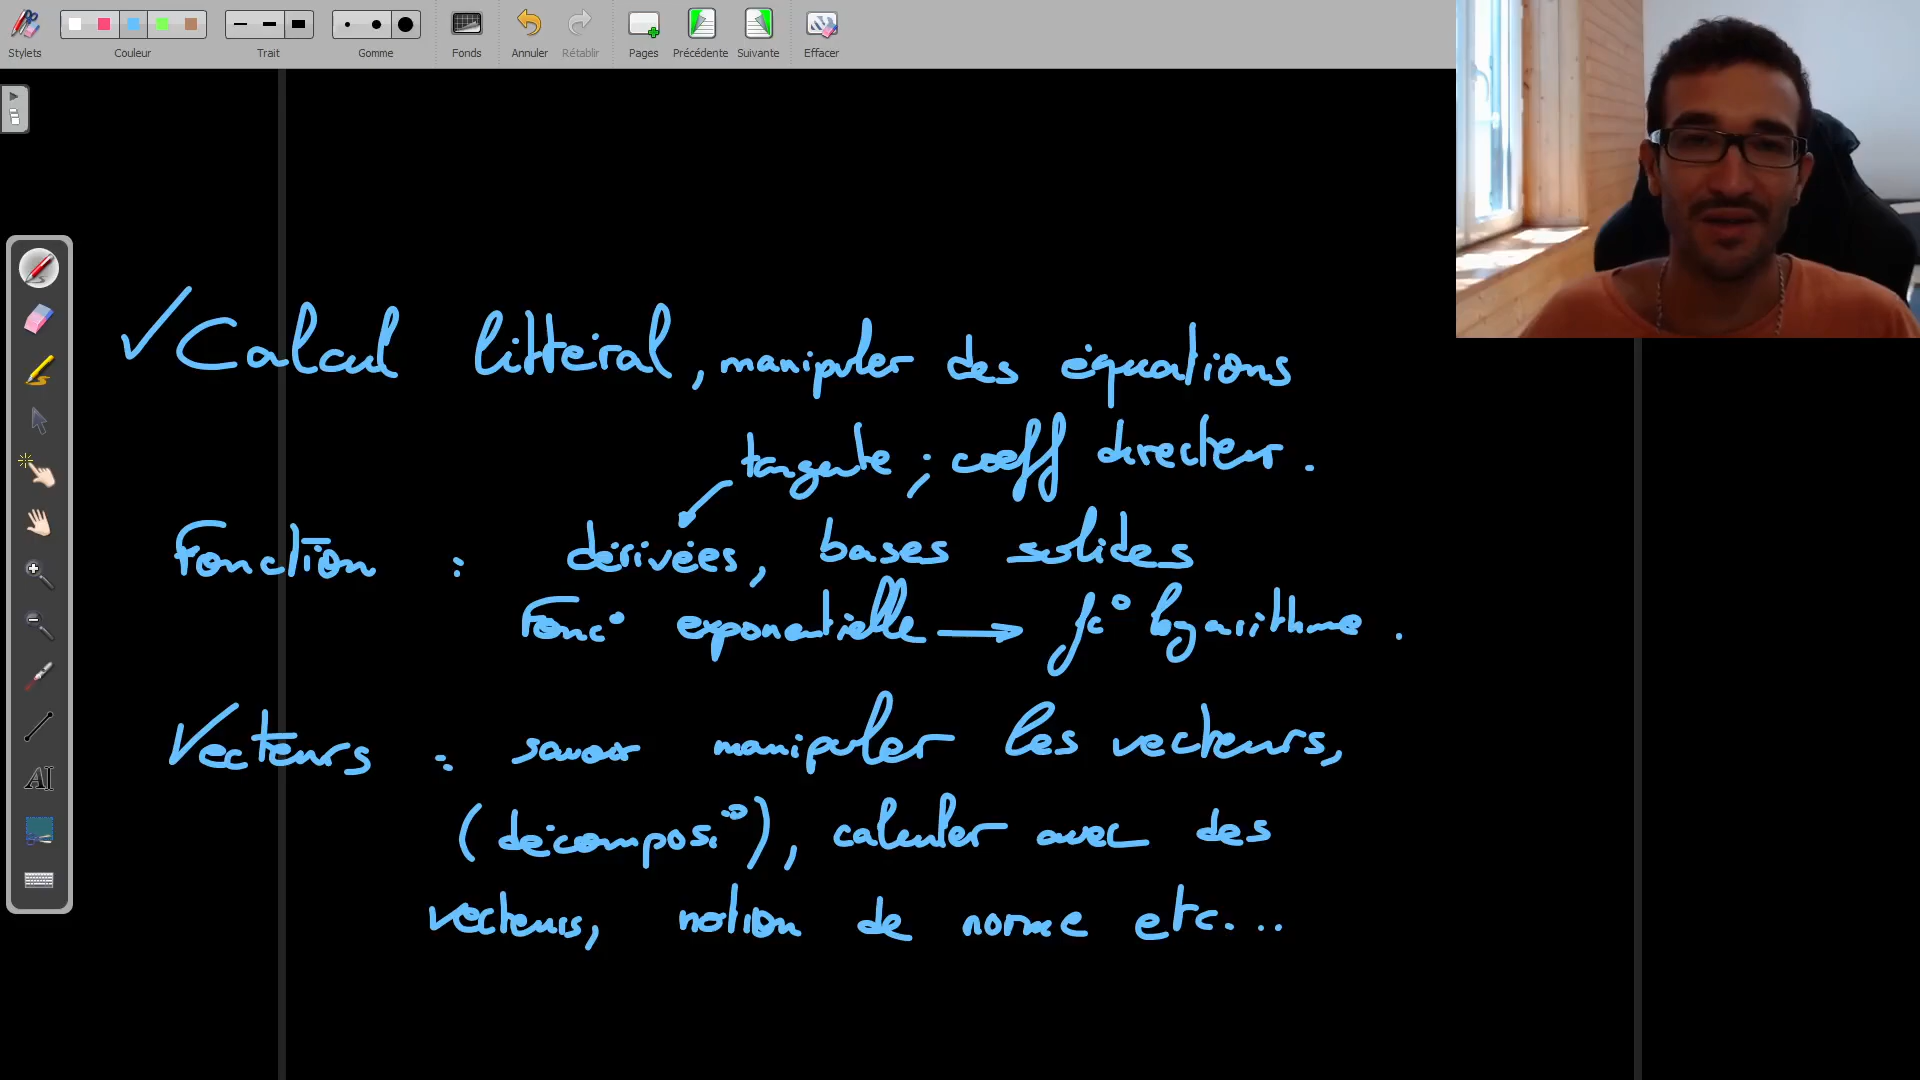 Stylets Couleur Trait Gomme Fonds Annuler Rétablir Pages Précédente Suivante Effacer
✓ Calcul littéral, manipuler des équations
tangente ; coeff directeur.
Fonction : dérivées, bases solides
Fonc° exponentielle → fc° logarithme.
Vecteurs : savoir manipuler les vecteurs,
(décomposi°), calculer avec des
vecteurs, notion de norme etc...
AI